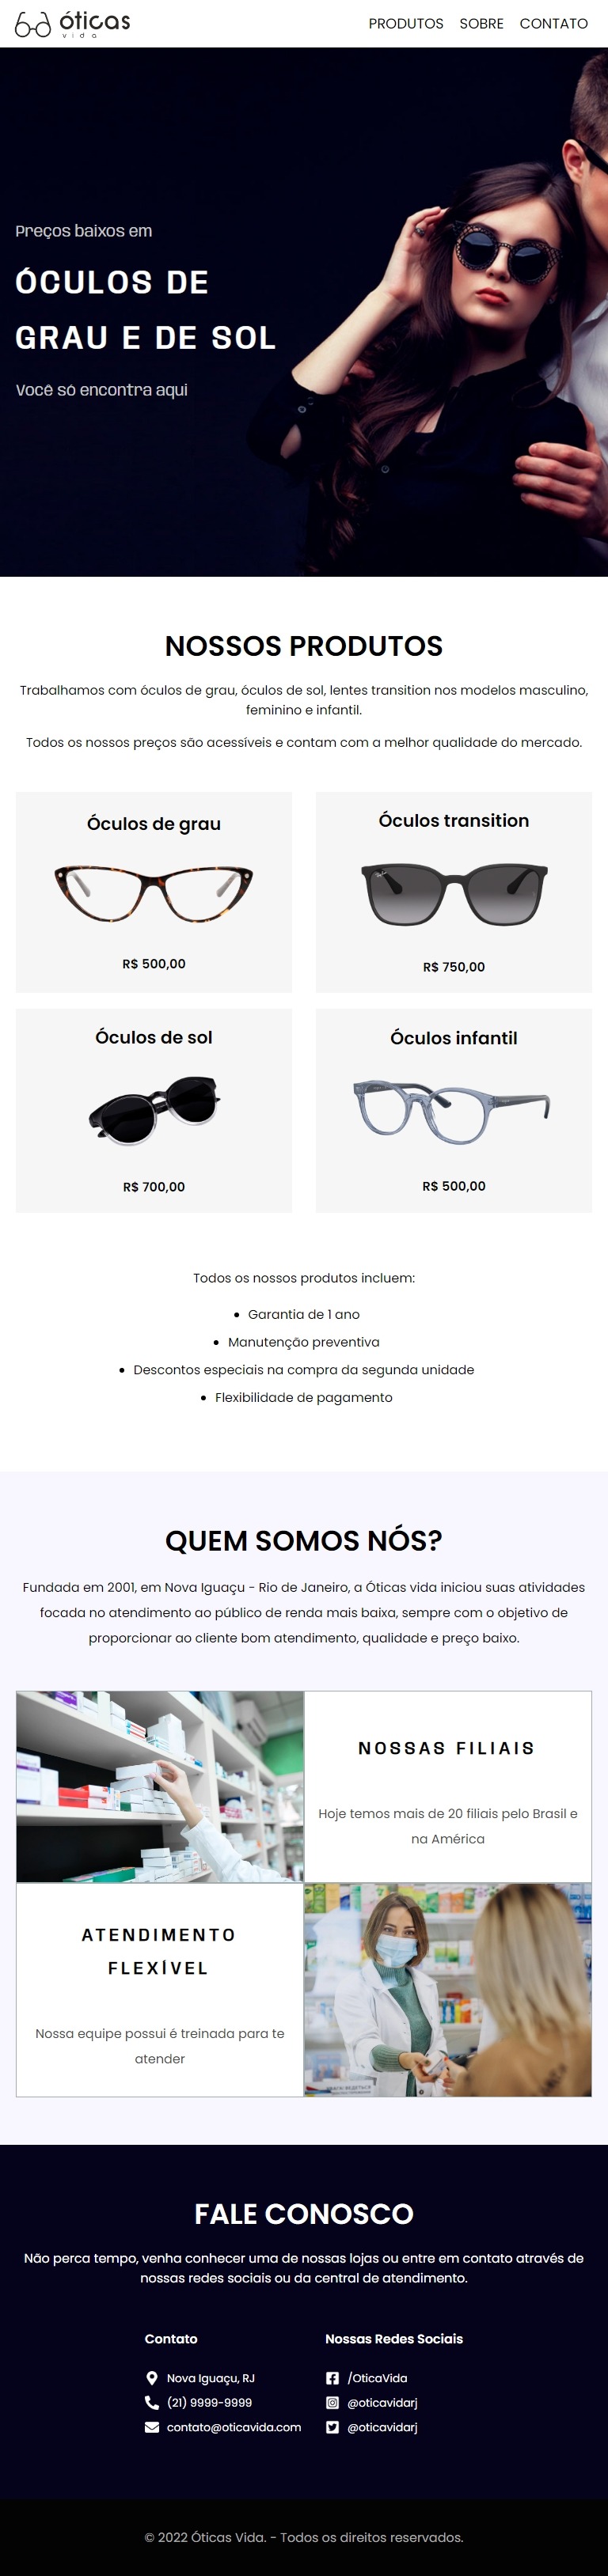 óticas
vida
PRODUTOS SOBRE CONTATO
Preços baixos em
ÓCULOS DE
GRAU E DE SOL
Você só encontra aqui
NOSSOS PRODUTOS
Trabalhamos com óculos de grau, óculos de sol, lentes transition nos modelos masculino,
feminino e infantil.
Todos os nossos preços são acessíveis e contam com a melhor qualidade do mercado.
Óculos de grau
R$ 500,00
Óculos transition
R$ 750,00
Óculos de sol
R$ 700,00
Óculos infantil
R$ 500,00
Todos os nossos produtos incluem:
• Garantia de 1 ano
• Manutenção preventiva
• Descontos especiais na compra da segunda unidade
• Flexibilidade de pagamento
QUEM SOMOS NÓS?
Fundada em 2001, em Nova Iguaçu - Rio de Janeiro, a Óticas vida iniciou suas atividades
focada no atendimento ao público de renda mais baixa, sempre com o objetivo de
proporcionar ao cliente bom atendimento, qualidade e preço baixo.
NOSSAS FILIAIS
Hoje temos mais de 20 filiais pelo Brasil e
na América
ATENDIMENTO
FLEXÍVEL
Nossa equipe possui é treinada para te
atender
FALE CONOSCO
Não perca tempo, venha conhecer uma de nossas lojas ou entre em contato através de
nossas redes sociais ou da central de atendimento.
Contato
Nova Iguaçu, RJ
(21) 9999-9999
contato@oticavida.com
Nossas Redes Sociais
/OticaVida
@oticavidarj
@oticavidarj
© 2022 Óticas Vida. - Todos os direitos reservados.